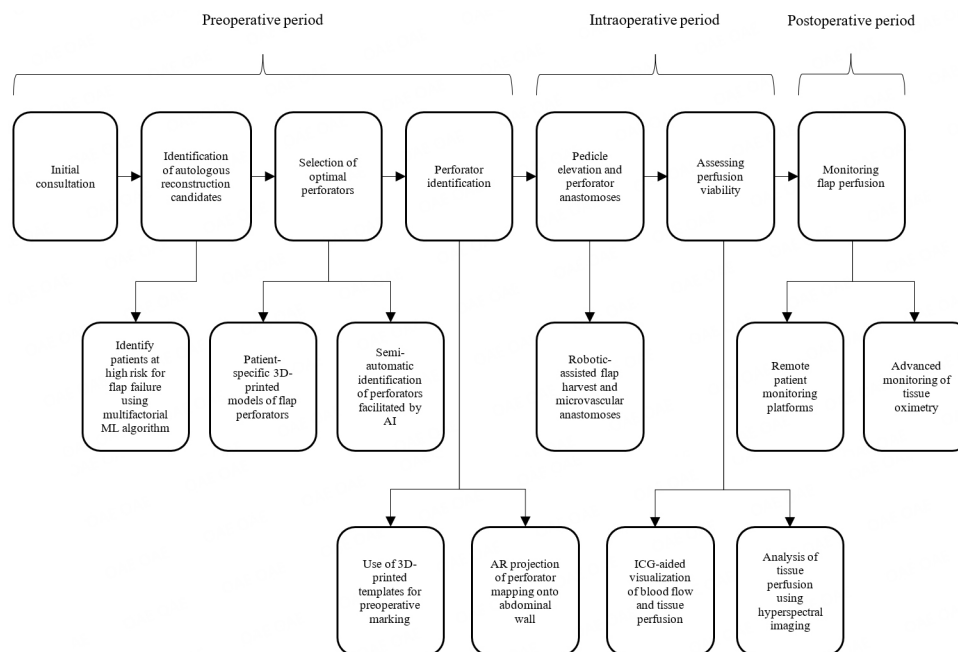 Preoperative period
Intraoperative period
Postoperative period
Initial
consultation
Identification
of autologous
reconstruction
candidates
Selection of
optimal
perforators
Perforator
identification
Pedicle
elevation and
perforator
anastomoses
Assessing
perfusion
viability
Monitoring
flap perfusion
Identify
patients at
high risk for
flap failure
using
multifactorial
ML algorithm
Patient-
specific 3D-
printed
models of flap
perforators
Semi-
automatic
identification
of perforators
facilitated by
AI
Robotic-
assisted flap
harvest and
microvascular
anastomoses
Remote
patient
monitoring
platforms
Advanced
monitoring of
tissue
oximetry
Use of 3D-
printed
templates for
preoperative
marking
AR projection
of perforator
mapping onto
abdominal
wall
ICG-aided
visualization
of blood flow
and tissue
perfusion
Analysis of
tissue
perfusion
using
hyperspectral
imaging